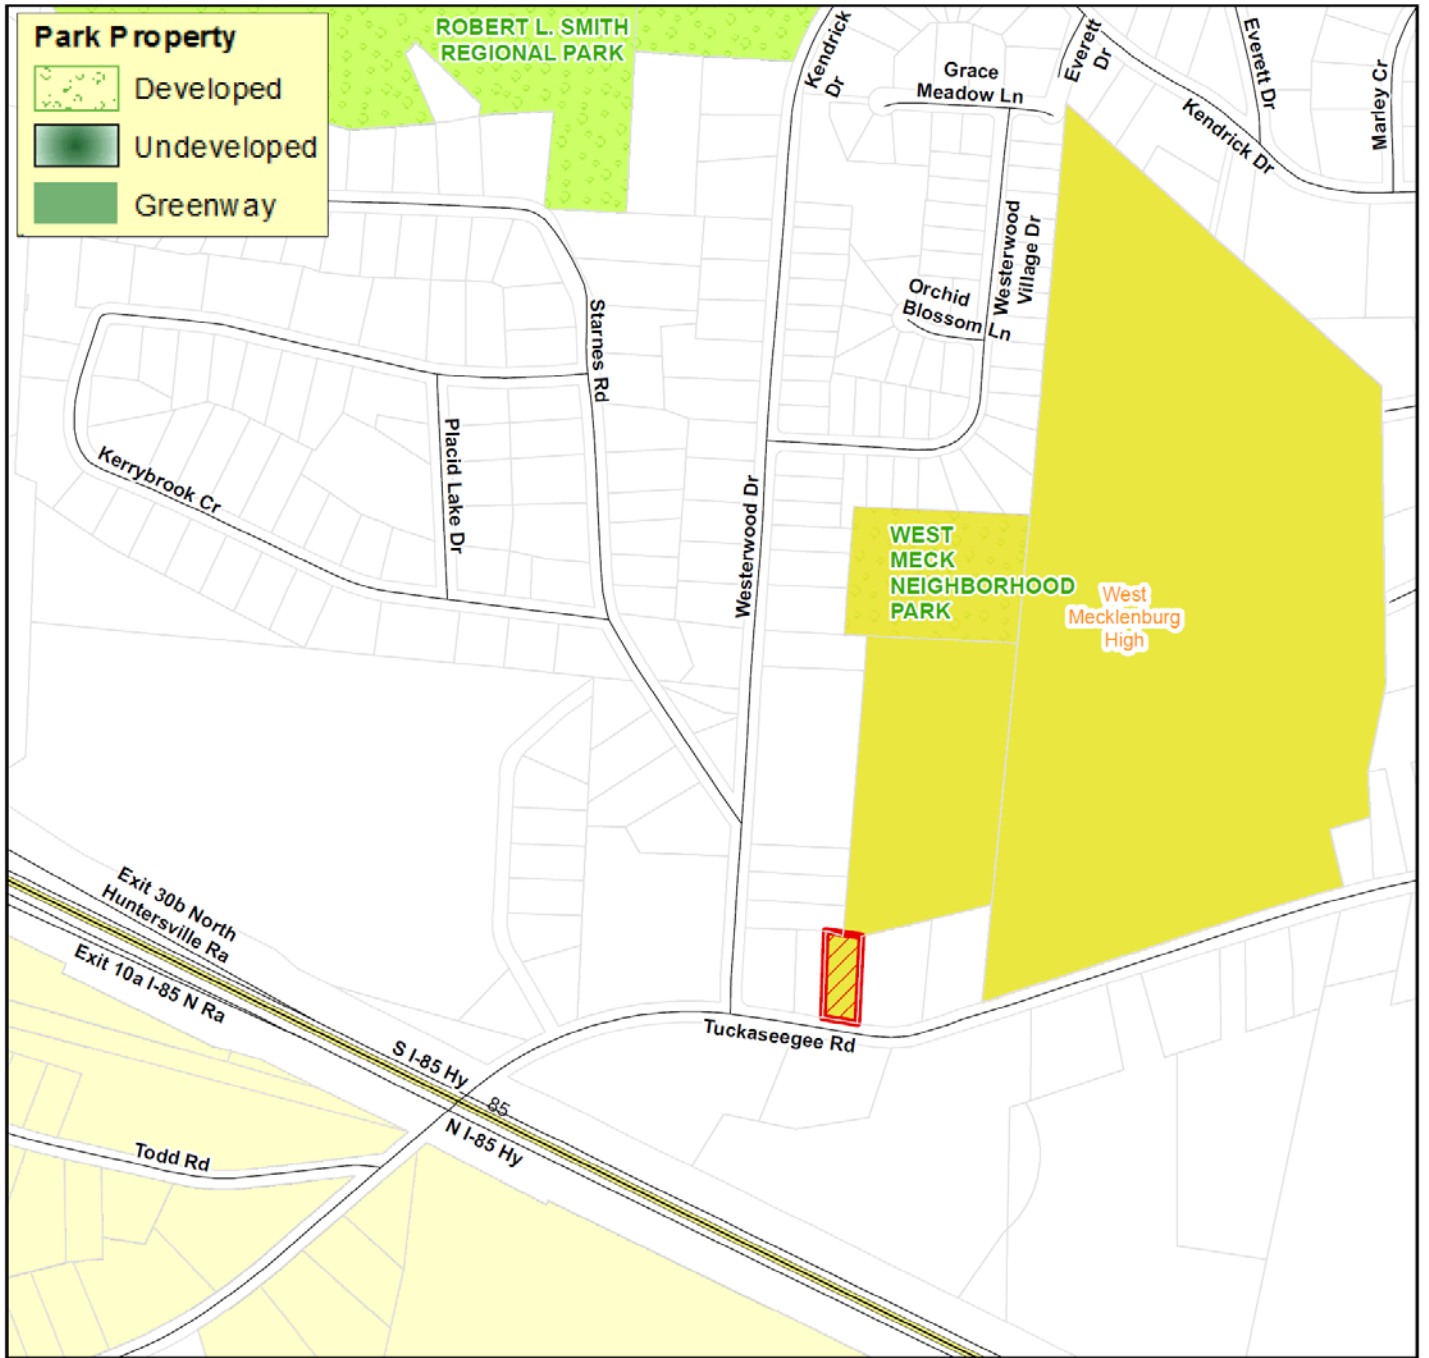 Park Property
Developed
Undeveloped
Greenway
ROBERT L. SMITH
REGIONAL PARK
Kendrick
Dr
Grace
Meadow Ln
Everett
Dr
Everett Dr
Kendrick Dr
Marley Cr
Westerwood
Village Dr
Orchid
Blossom Ln
Starnes Rd
Placid Lake Dr
Kerrybrook Cr
Westerwood Dr
WEST
MECK
NEIGHBORHOOD
PARK
West
Mecklenburg
High
Exit 30b North
Huntersville Ra
Exit 10a I-85 N Ra
S I-85 Hy
85
N I-85 Hy
Tuckaseegee Rd
Todd Rd